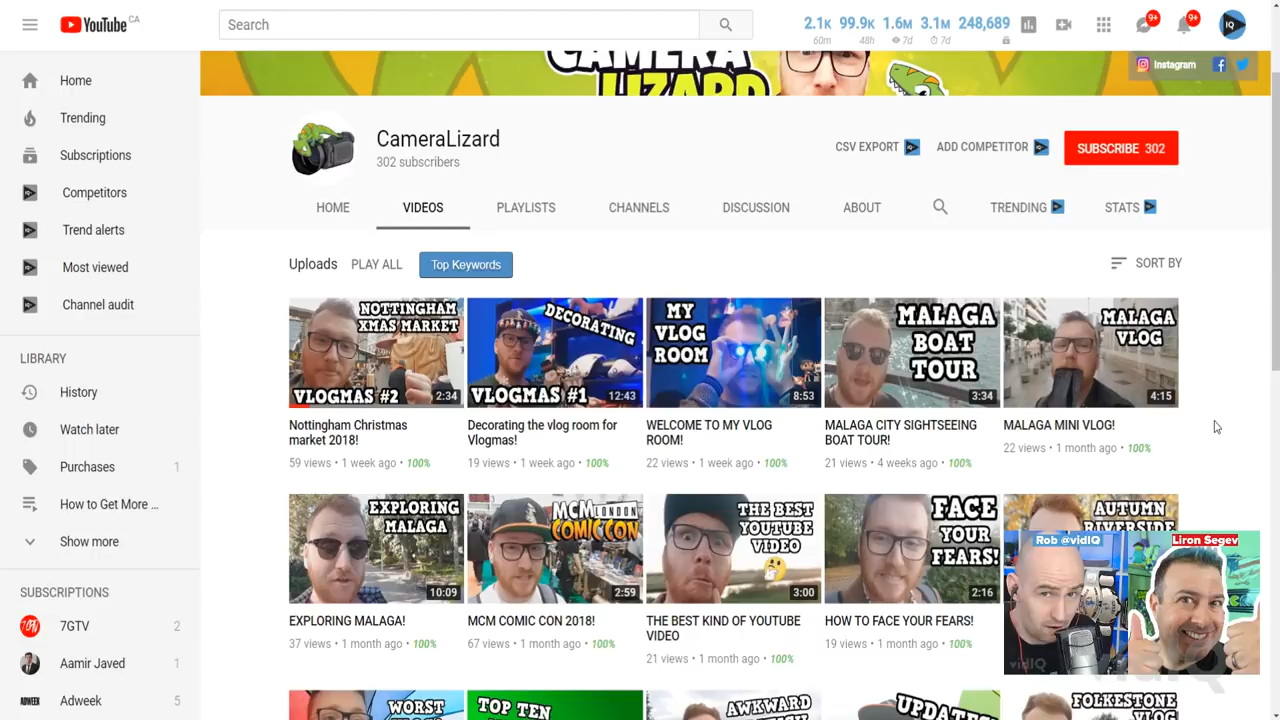 YouTube CA
Search
2.1K 99.9K 1.6M 3.1M 248,689
60m 48h 7d 7d
9+ 9+
IQ
CAMERA
LIZARD
Instagram
Home
Trending
Subscriptions
Competitors
Trend alerts
Most viewed
Channel audit
LIBRARY
History
Watch later
Purchases 1
How to Get More ...
Show more
SUBSCRIPTIONS
7GTV 2
Aamir Javed 1
ADWEEK
Adweek 5
CameraLizard
302 subscribers
CSV EXPORT
ADD COMPETITOR
SUBSCRIBE 302
HOME VIDEOS PLAYLISTS CHANNELS DISCUSSION ABOUT TRENDING STATS
Uploads PLAY ALL Top Keywords SORT BY
NOTTINGHAM
XMAS MARKET
VLOGMAS #2
2:34
DECORATING
VLOGMAS #1
12:43
MY
VLOG
ROOM
8:53
MALAGA
BOAT
TOUR
3:34
MALAGA
VLOG
4:15
Nottingham Christmas
market 2018!
59 views • 1 week ago • 100%
Decorating the vlog room for
Vlogmas!
19 views • 1 week ago • 100%
WELCOME TO MY VLOG
ROOM!
22 views • 1 week ago • 100%
MALAGA CITY SIGHTSEEING
BOAT TOUR!
21 views • 4 weeks ago • 100%
MALAGA MINI VLOG!
22 views • 1 month ago • 100%
EXPLORING
MALAGA
10:09
MCM
COMIC CON
2:59
THE BEST
YOUTUBE
VIDEO
3:00
FACE
YOUR
FEARS!
2:16
AUTUMN
RIVERSIDE
EXPLORING MALAGA!
37 views • 1 month ago • 100%
MCM COMIC CON 2018!
67 views • 1 month ago • 100%
THE BEST KIND OF YOUTUBE
VIDEO
21 views • 1 month ago • 100%
HOW TO FACE YOUR FEARS!
19 views • 1 month ago • 100%
Rob @vidIQ
Liron Segev
vidIQ
WORST
TOP TEN
AWKWARD
UPDATES
FOLKESTONE
VLOG